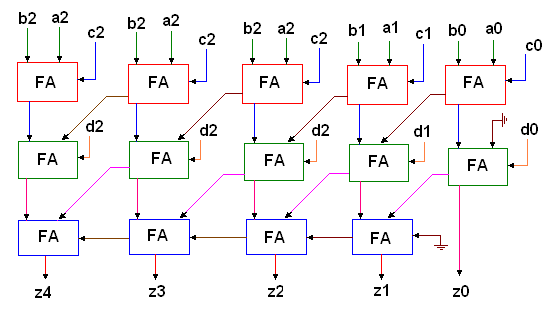 b2 a2 c2 b2 a2 c2 b2 a2 c2 b1 a1 c1 b0 a0 c0
FA FA FA FA FA
d2 d2 d2 d1 d0
FA FA FA FA FA
FA FA FA FA
z4 z3 z2 z1 z0